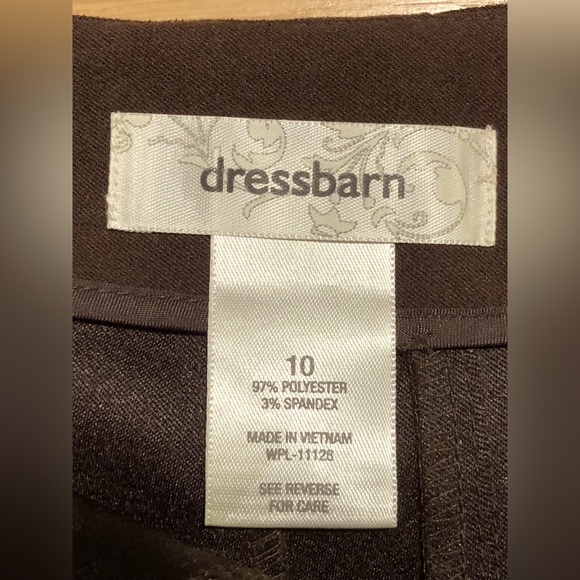 dressbarn
10
97% POLYESTER
3% SPANDEX
MADE IN VIETNAM
WPL-11128
SEE REVERSE
FOR CARE